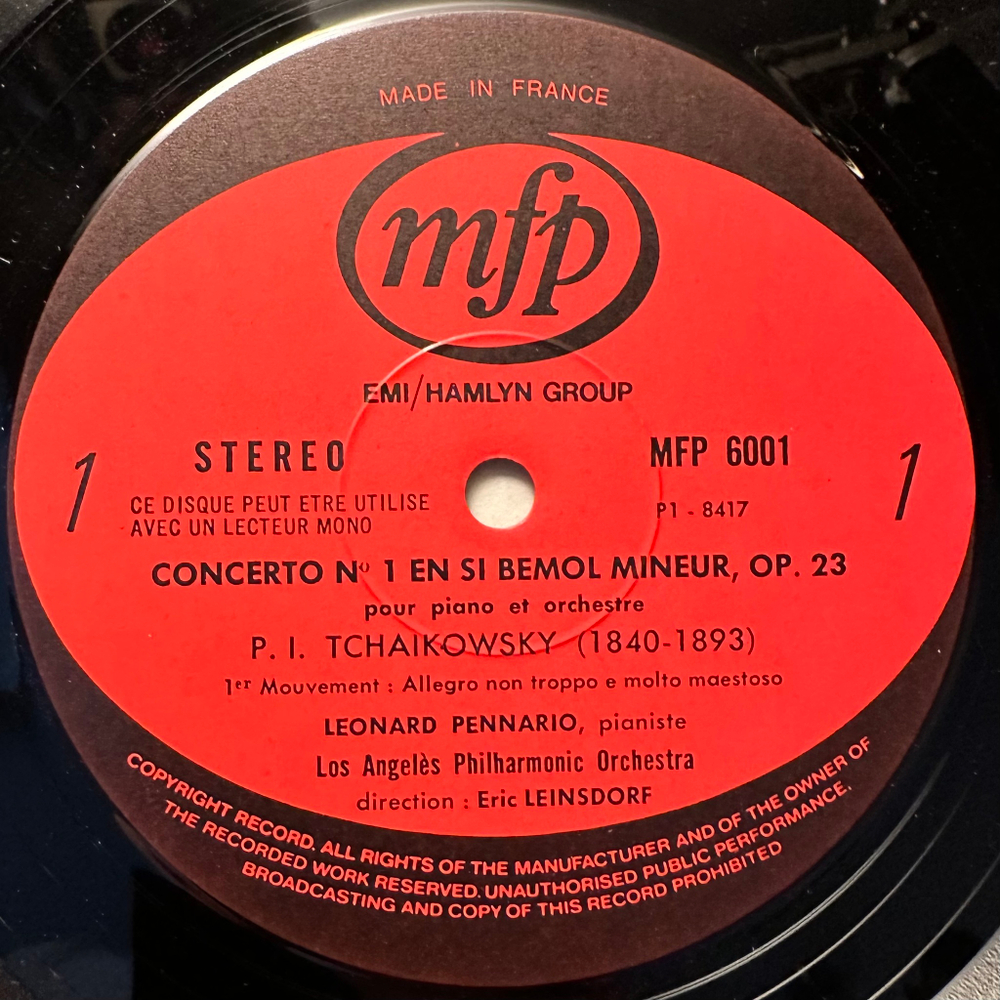 MADE IN FRANCE
mfp
EMI/HAMLYN GROUP
STEREO
MFP 6001
1
1
CE DISQUE PEUT ETRE UTILISE
AVEC UN LECTEUR MONO
P1 - 8417
CONCERTO Nº 1 EN SI BEMOL MINEUR, OP. 23
pour piano et orchestre
P. I. TCHAIKOWSKY (1840-1893)
1er Mouvement : Allegro non troppo e molto maestoso
LEONARD PENNARIO, pianiste
Los Angelès Philharmonic Orchestra
direction : Eric LEINSDORF
COPYRIGHT RECORD. ALL RIGHTS OF THE MANUFACTURER AND OF THE OWNER OF
THE RECORDED WORK RESERVED. UNAUTHORISED PUBLIC PERFORMANCE.
BROADCASTING AND COPY OF THIS RECORD PROHIBITED